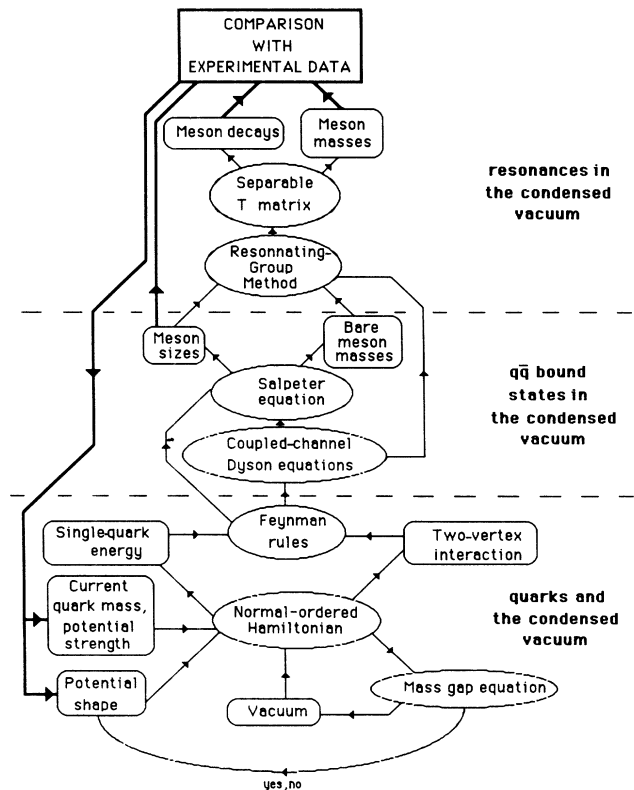 COMPARISON
WITH
EXPERIMENTAL DATA
Meson decays
Meson
masses
Separable
T matrix
resonances in
the condensed
vacuum
Resonnating-
Group
Method
Meson
sizes
Bare meson
masses
Salpeter
equation
qq̄ bound
states in
the condensed
vacuum
Coupled-channel
Dyson equations
Feynman
rules
Single-quark
energy
Two-vertex
interaction
Current
quark mass,
potential
strength
Normal-ordered
Hamiltonian
quarks and
the condensed
vacuum
Potential
shape
Vacuum
Mass gap equation
yes,no